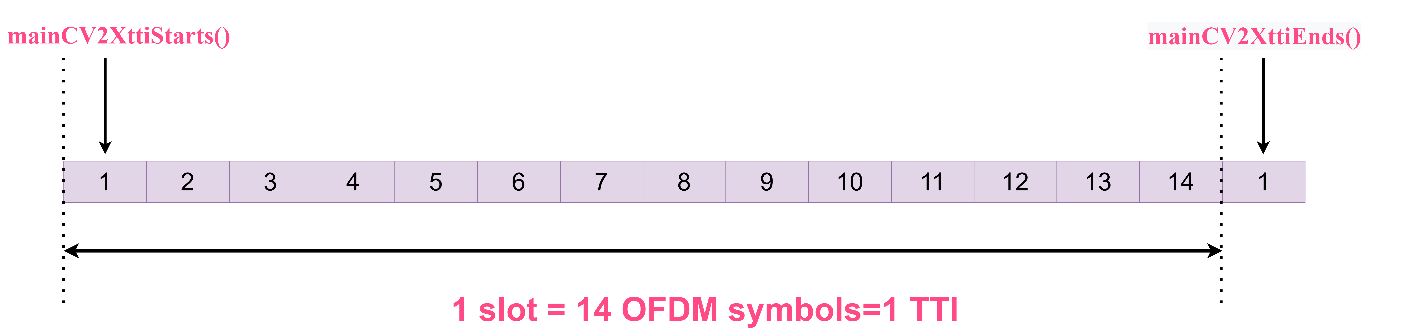 mainCV2XttiStarts() mainCV2XttiEnds()
1 2 3 4 5 6 7 8 9 10 11 12 13 14 1
1 slot = 14 OFDM symbols=1 TTI